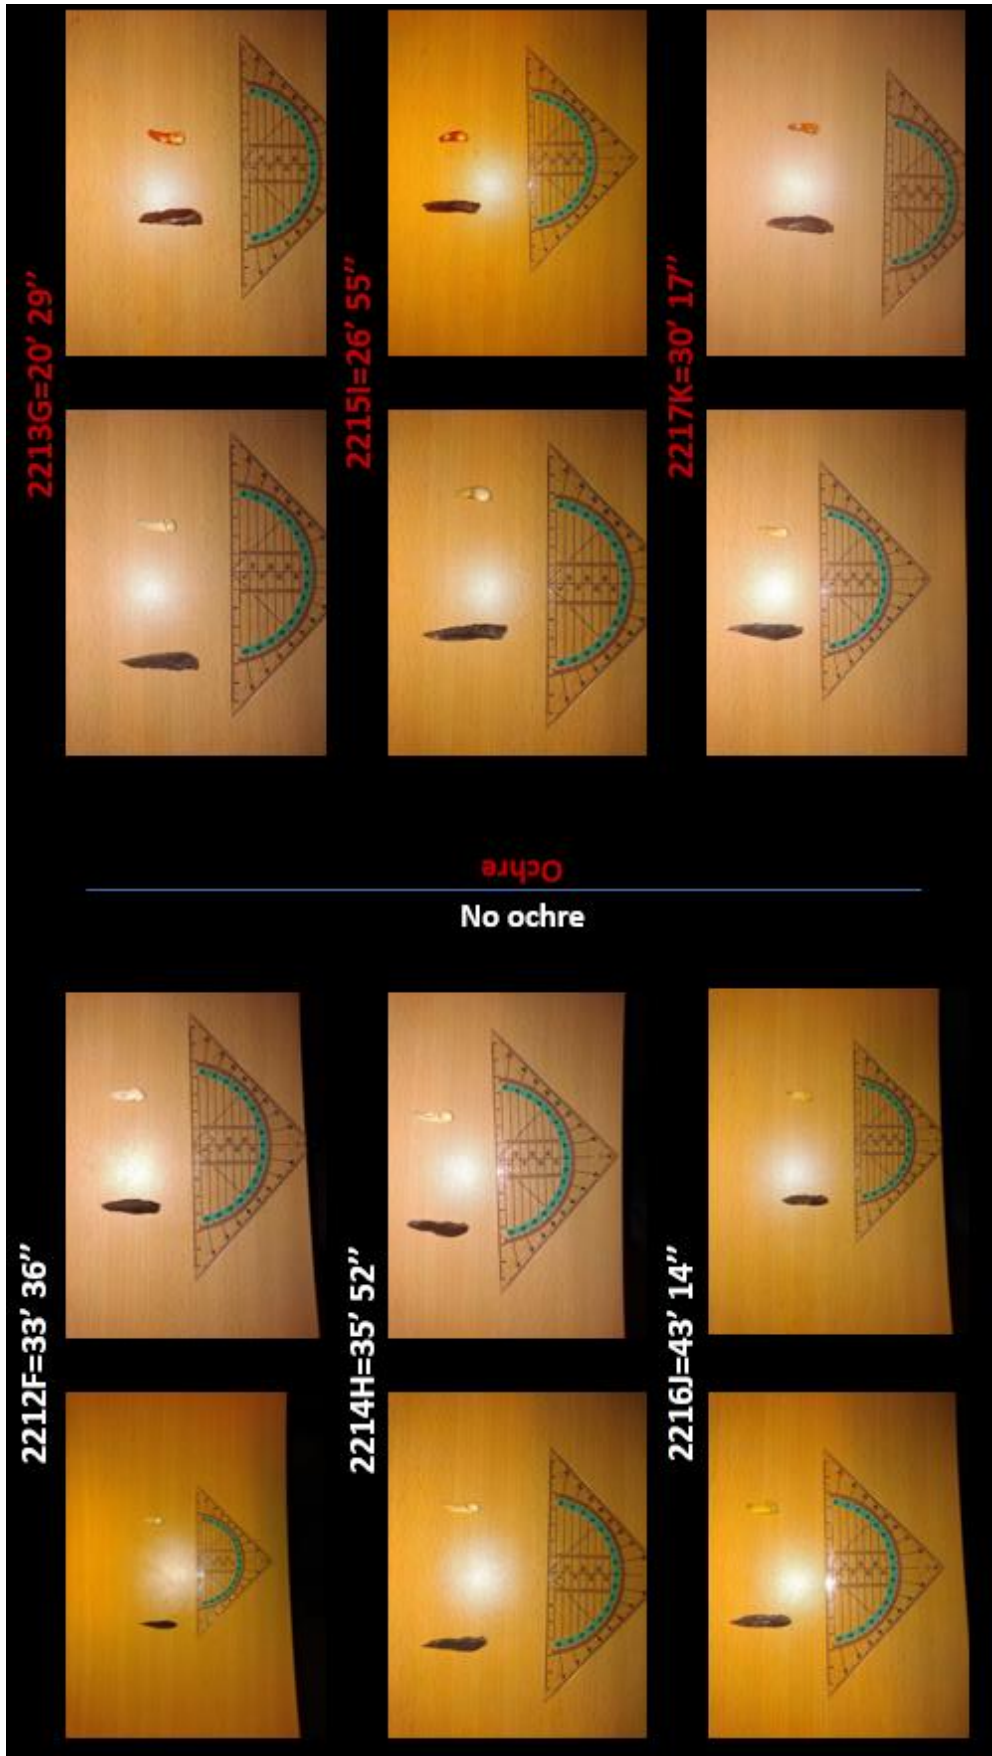 2213G=20’ 29’’
2215I=26’ 55’’
2217K=30’ 17’’
Ochre
No ochre
2212F=33’ 36’’
2214H=35’ 52’’
2216J=43’ 14’’